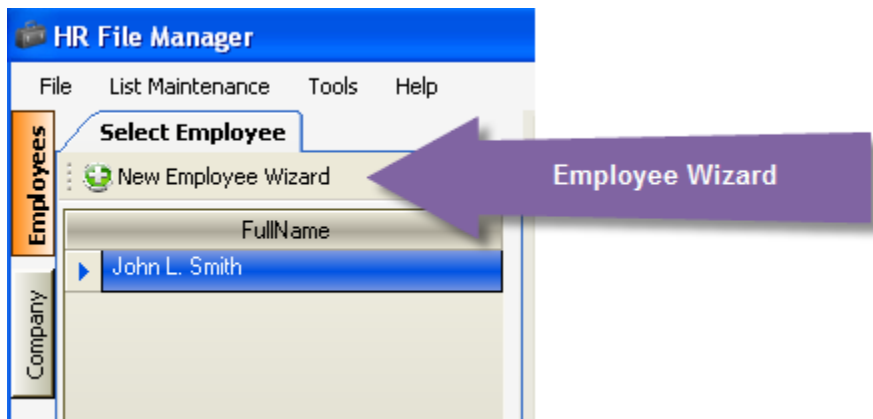 HR File Manager
File List Maintenance Tools Help
Employees
Select Employee
New Employee Wizard
Employee Wizard
FullName
John L. Smith
Company